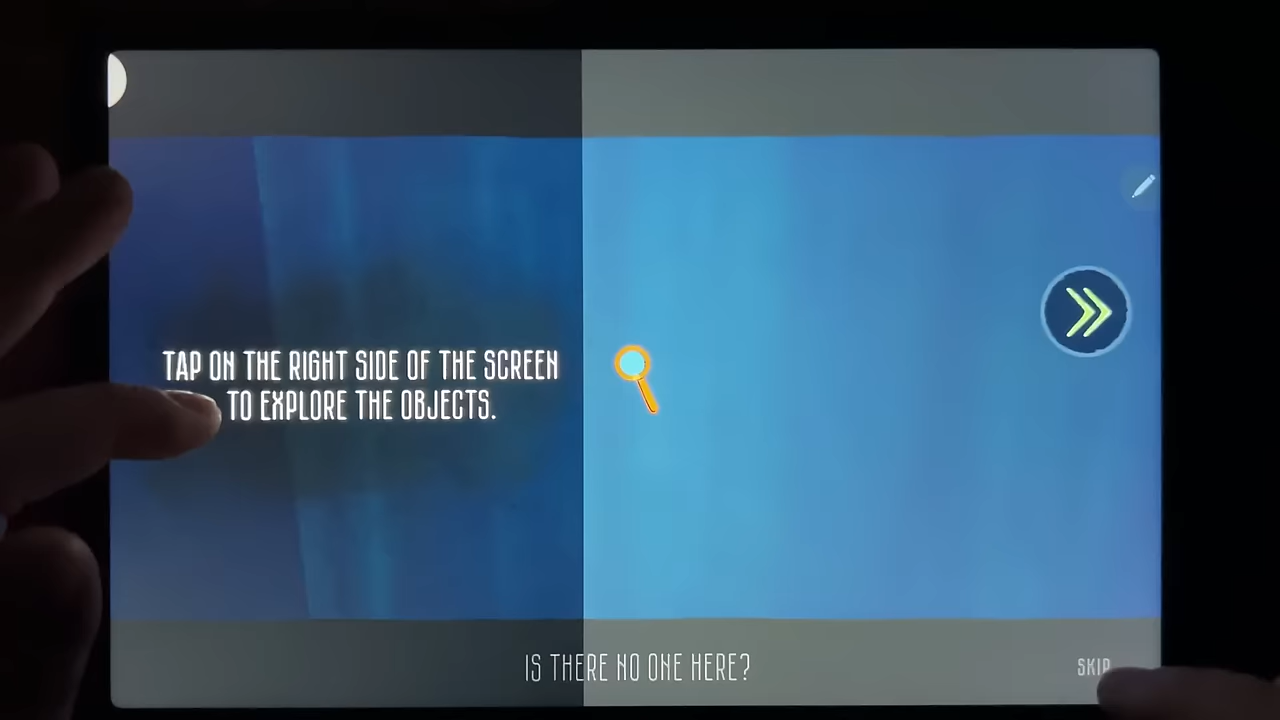 TAP ON THE RIGHT SIDE OF THE SCREEN
TO EXPLORE THE OBJECTS.
IS THERE NO ONE HERE?
SKIP